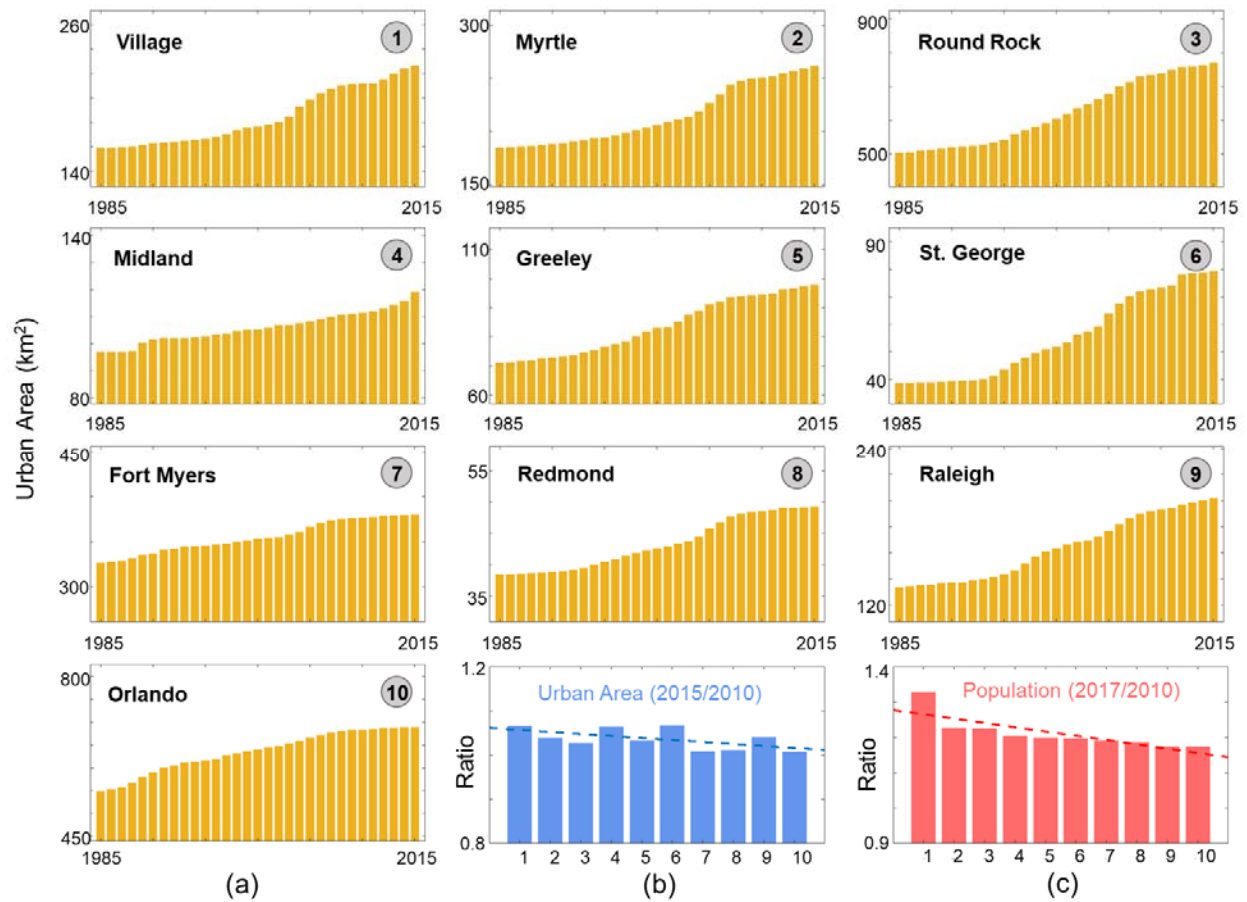 Urban Area (km²)
260
Village
1
140
1985
2015
300
Myrtle
2
150
1985
2015
900
Round Rock
3
500
1985
2015
140
Midland
4
80
1985
2015
110
Greeley
5
60
1985
2015
90
St. George
6
40
1985
2015
450
Fort Myers
7
300
1985
2015
55
Redmond
8
35
1985
2015
240
Raleigh
9
120
1985
2015
800
Orlando
10
450
1985
2015
(a)
1.2
Urban Area (2015/2010)
Ratio
0.8
1 2 3 4 5 6 7 8 9 10
(b)
1.4
Population (2017/2010)
Ratio
0.9
1 2 3 4 5 6 7 8 9 10
(c)